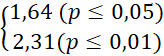 1,64 (p ≤ 0,05)
2,31(p ≤ 0,01)